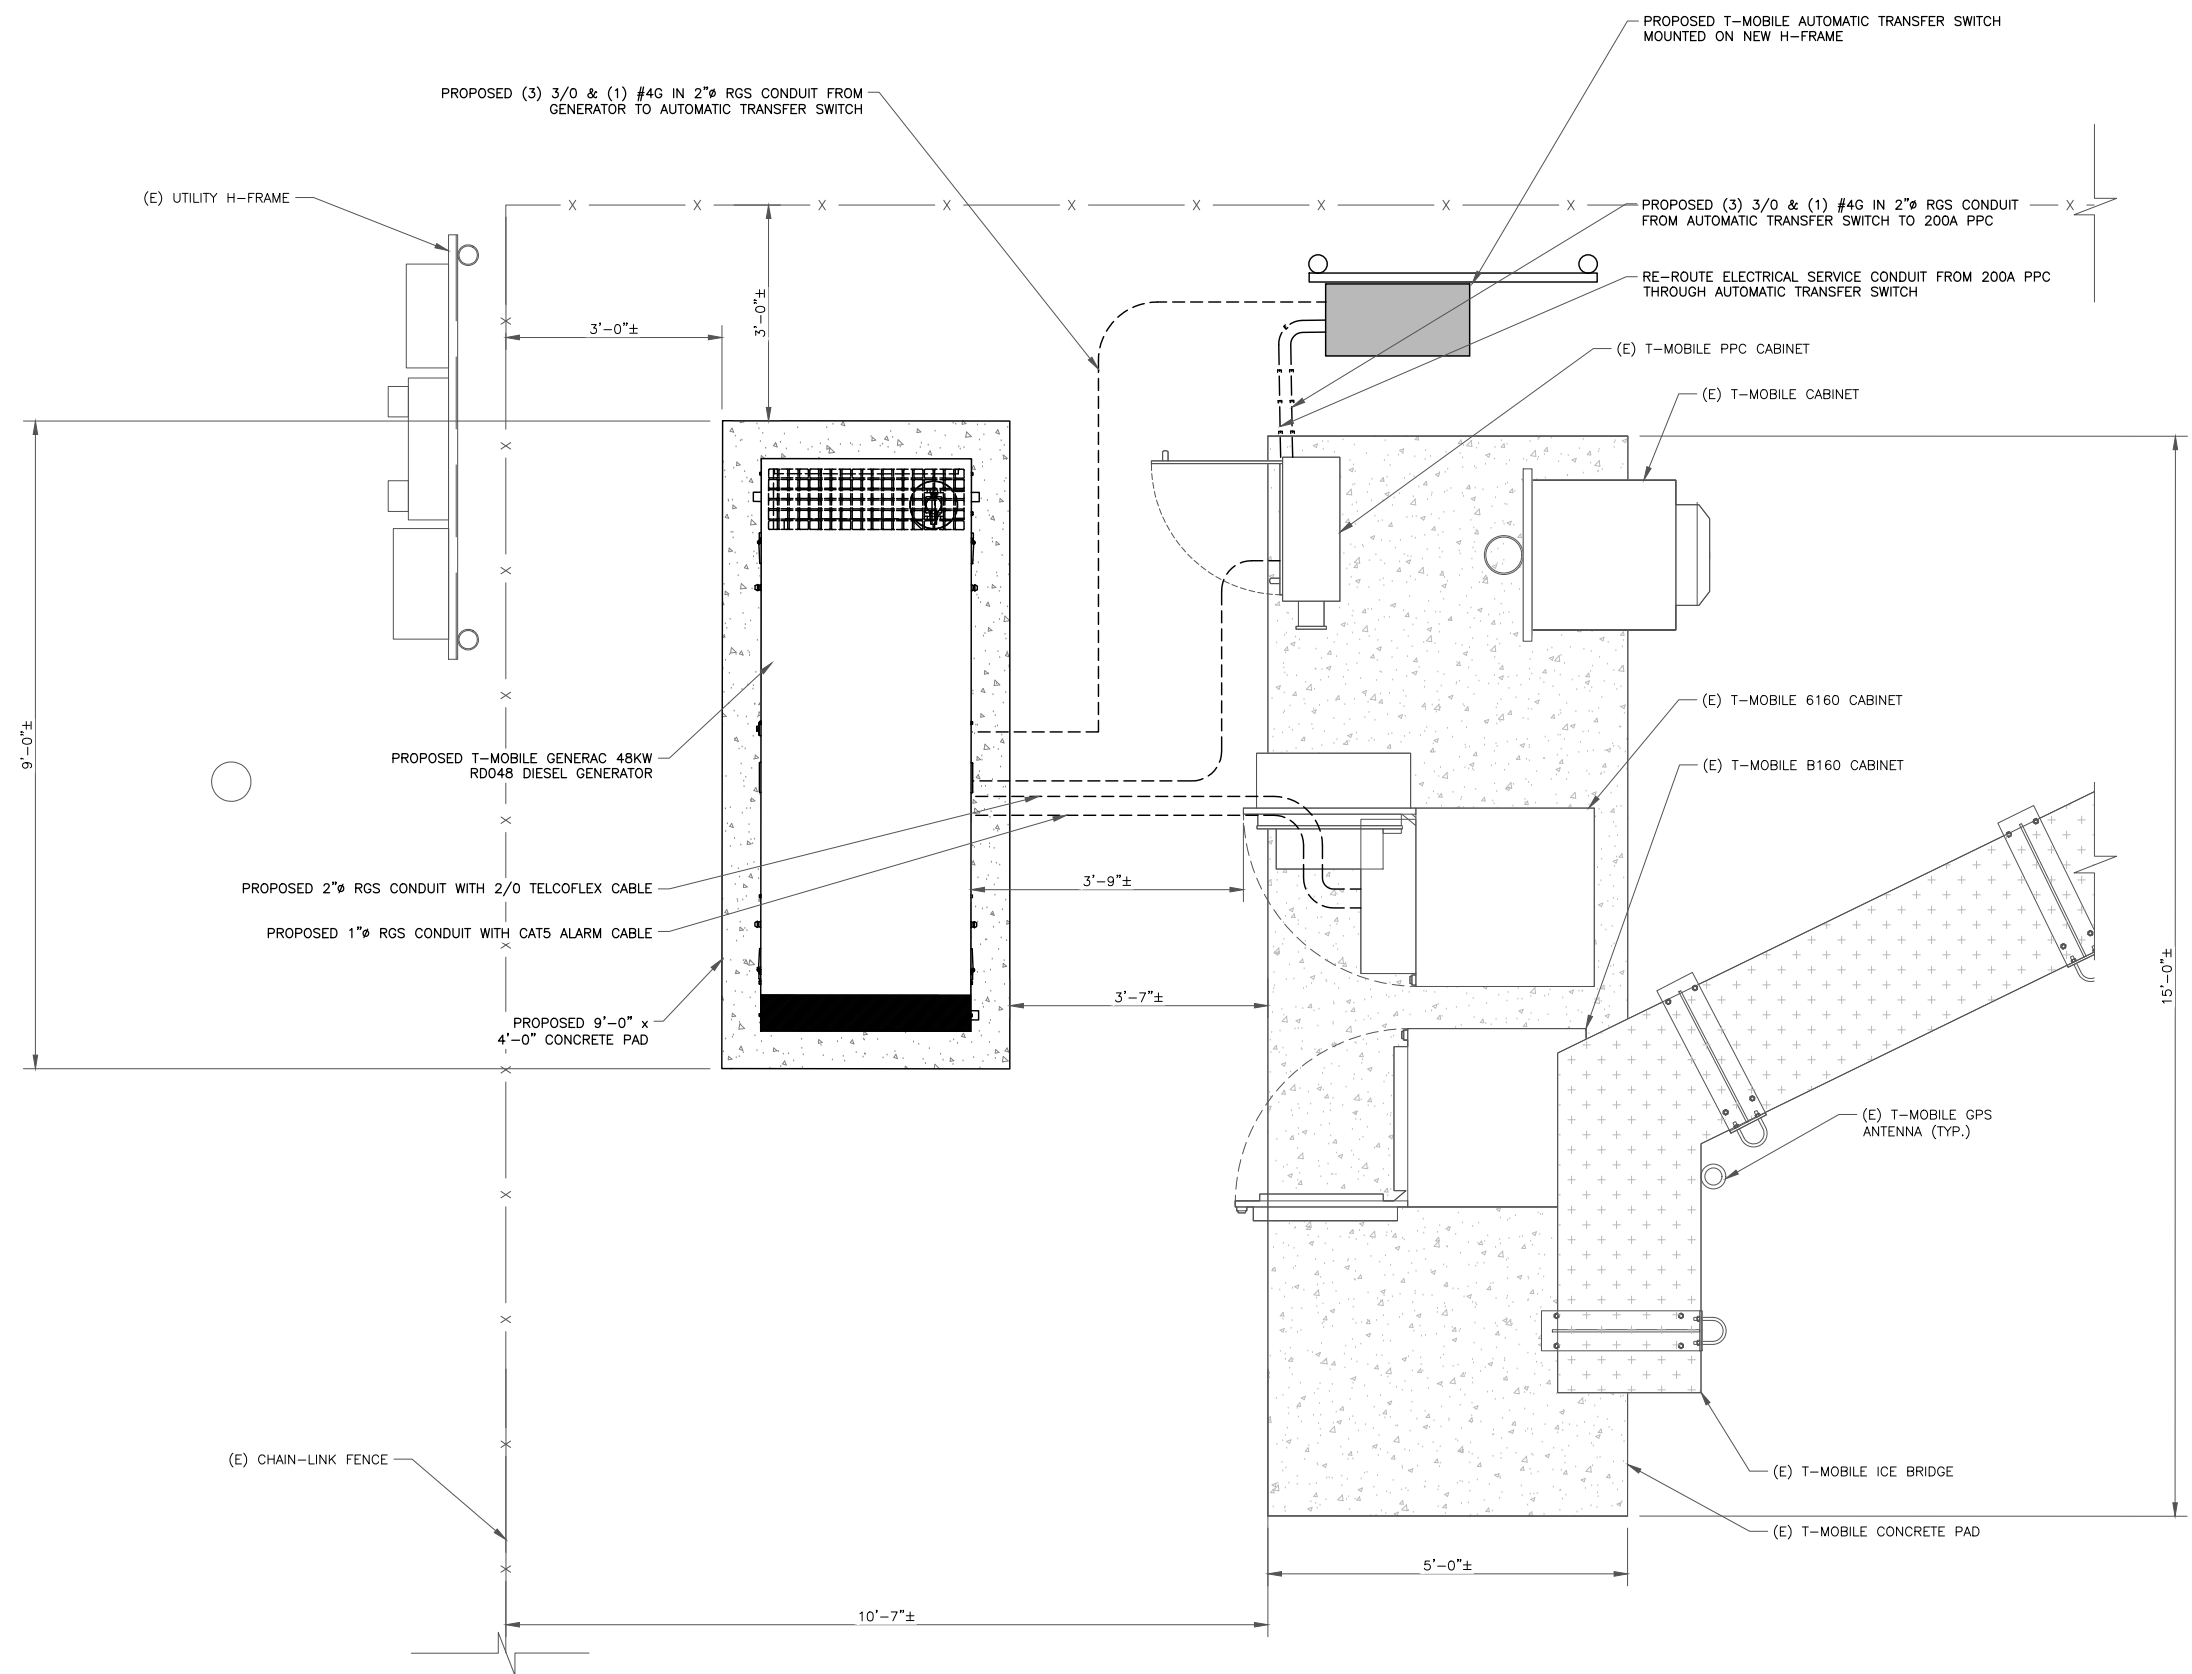 PROPOSED T-MOBILE AUTOMATIC TRANSFER SWITCH
MOUNTED ON NEW H-FRAME
PROPOSED (3) 3/0 & (1) #4G IN 2"ø RGS CONDUIT FROM
GENERATOR TO AUTOMATIC TRANSFER SWITCH
(E) UTILITY H-FRAME
PROPOSED (3) 3/0 & (1) #4G IN 2"ø RGS CONDUIT
FROM AUTOMATIC TRANSFER SWITCH TO 200A PPC
RE-ROUTE ELECTRICAL SERVICE CONDUIT FROM 200A PPC
THROUGH AUTOMATIC TRANSFER SWITCH
3'-0"±
3'-0"±
(E) T-MOBILE PPC CABINET
(E) T-MOBILE CABINET
(E) T-MOBILE 6160 CABINET
9'-0"±
PROPOSED T-MOBILE GENERAC 48KW
RD048 DIESEL GENERATOR
(E) T-MOBILE B160 CABINET
PROPOSED 2"ø RGS CONDUIT WITH 2/0 TELCOFLEX CABLE
3'-9"±
PROPOSED 1"ø RGS CONDUIT WITH CAT5 ALARM CABLE
15'-0"±
3'-7"±
PROPOSED 9'-0" x
4'-0" CONCRETE PAD
(E) T-MOBILE GPS
ANTENNA (TYP.)
(E) CHAIN-LINK FENCE
(E) T-MOBILE ICE BRIDGE
(E) T-MOBILE CONCRETE PAD
5'-0"±
10'-7"±